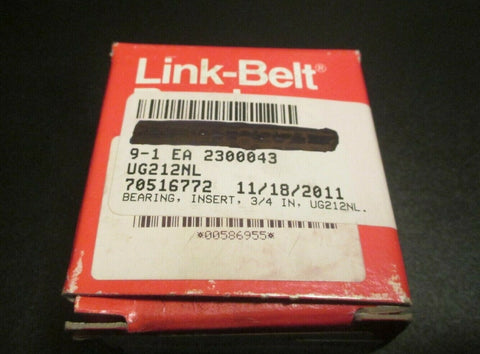 Link-Belt®
9-1 EA 2300043
UG212NL
70516772 11/18/2011
BEARING, INSERT, 3/4 IN, UG212NL.
*00586955*